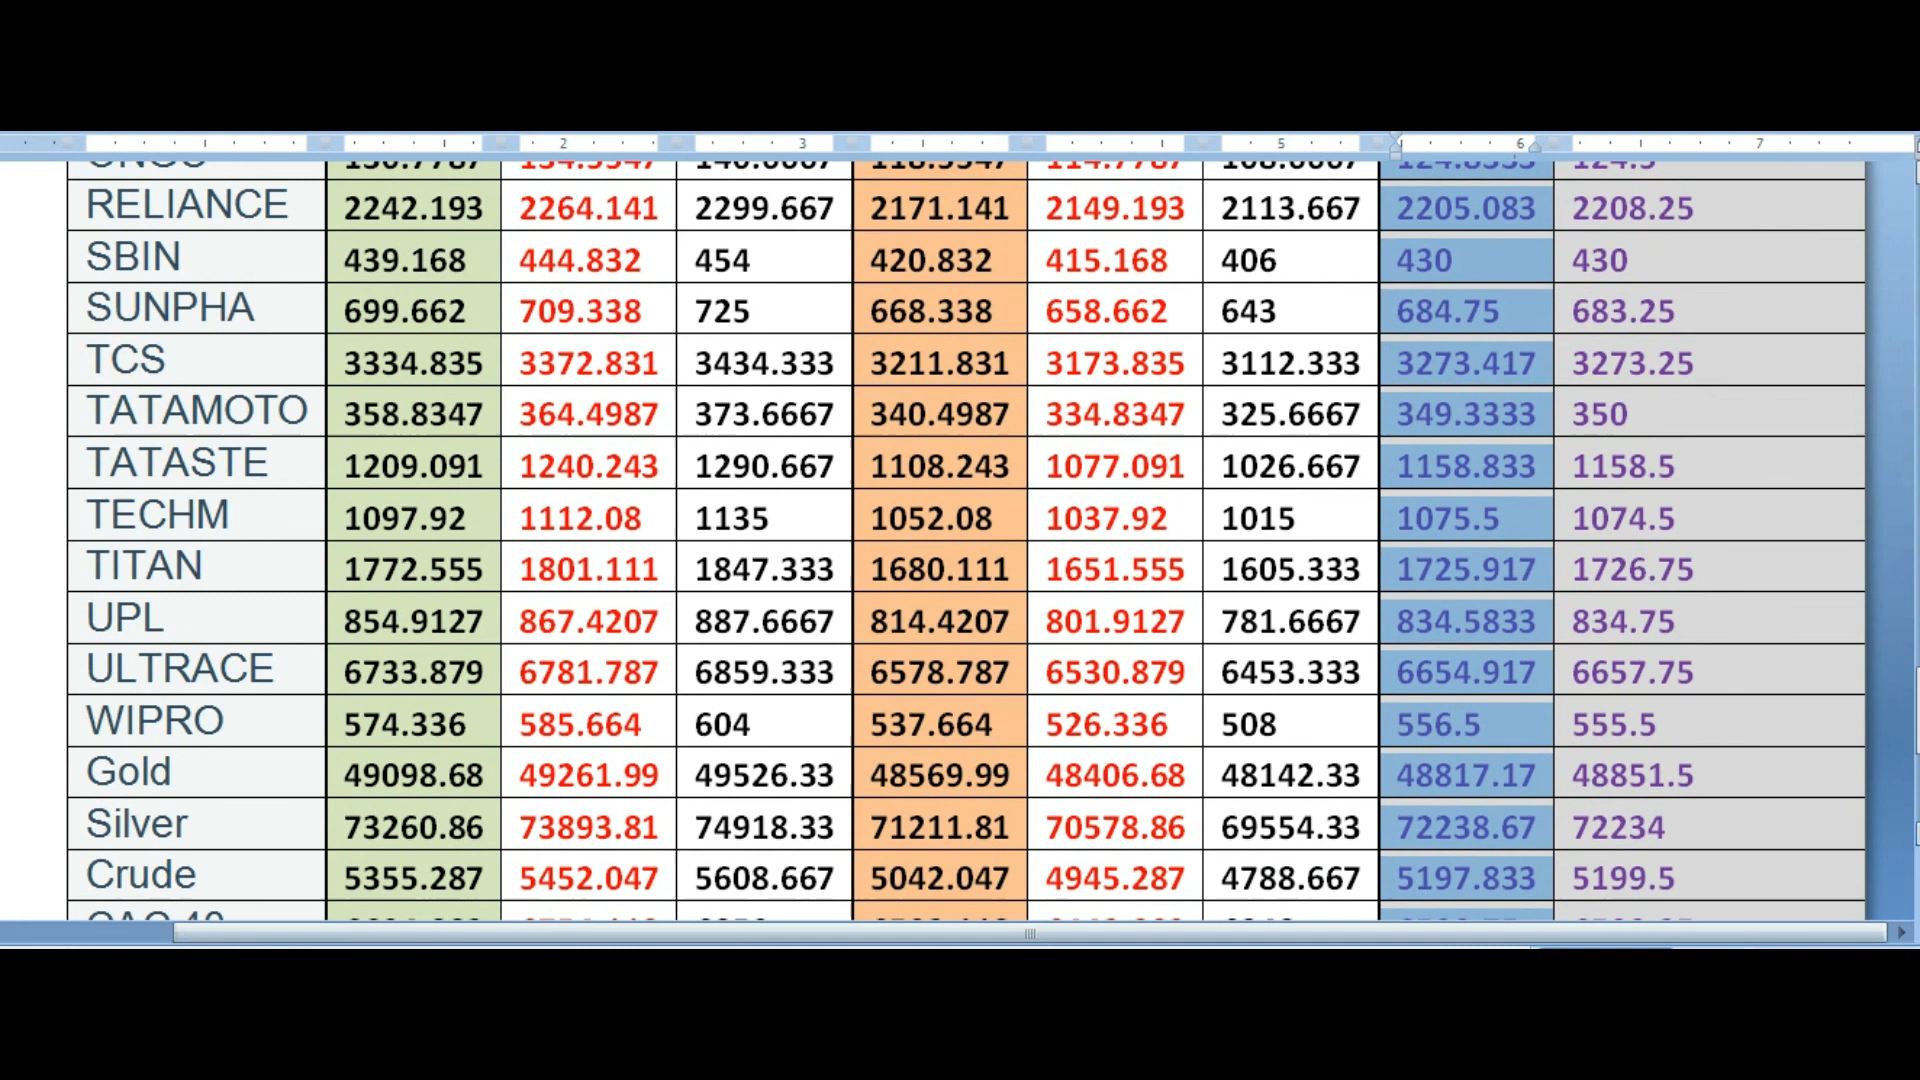 2 3 5 6 7
RELIANCE 2242.193 2264.141 2299.667 2171.141 2149.193 2113.667 2205.083 2208.25
SBIN 439.168 444.832 454 420.832 415.168 406 430 430
SUNPHA 699.662 709.338 725 668.338 658.662 643 684.75 683.25
TCS 3334.835 3372.831 3434.333 3211.831 3173.835 3112.333 3273.417 3273.25
TATAMOTO 358.8347 364.4987 373.6667 340.4987 334.8347 325.6667 349.3333 350
TATASTE 1209.091 1240.243 1290.667 1108.243 1077.091 1026.667 1158.833 1158.5
TECHM 1097.92 1112.08 1135 1052.08 1037.92 1015 1075.5 1074.5
TITAN 1772.555 1801.111 1847.333 1680.111 1651.555 1605.333 1725.917 1726.75
UPL 854.9127 867.4207 887.6667 814.4207 801.9127 781.6667 834.5833 834.75
ULTRACE 6733.879 6781.787 6859.333 6578.787 6530.879 6453.333 6654.917 6657.75
WIPRO 574.336 585.664 604 537.664 526.336 508 556.5 555.5
Gold 49098.68 49261.99 49526.33 48569.99 48406.68 48142.33 48817.17 48851.5
Silver 73260.86 73893.81 74918.33 71211.81 70578.86 69554.33 72238.67 72234
Crude 5355.287 5452.047 5608.667 5042.047 4945.287 4788.667 5197.833 5199.5